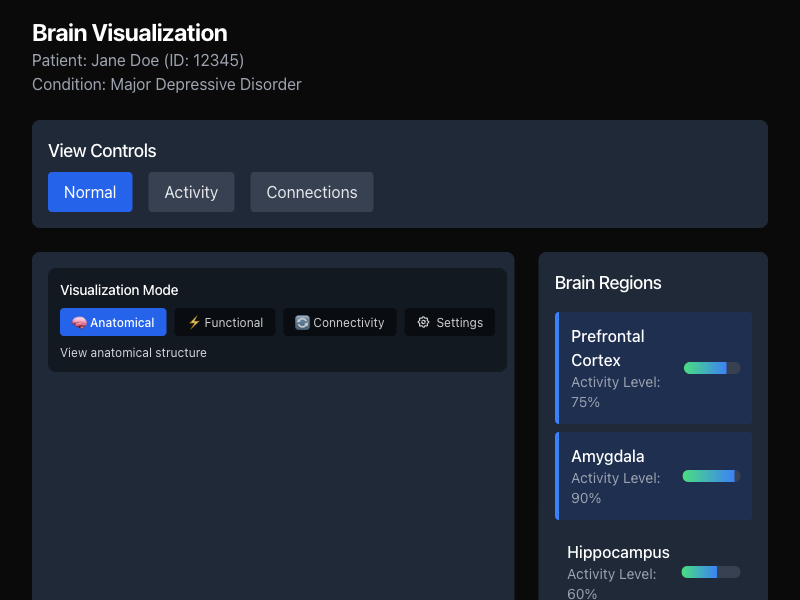 Brain Visualization
Patient: Jane Doe (ID: 12345)
Condition: Major Depressive Disorder
View Controls
Normal
Activity
Connections
Visualization Mode
🧠 Anatomical
⚡ Functional
🔄 Connectivity
⚙ Settings
View anatomical structure
Brain Regions
Prefrontal
Cortex
Activity Level:
75%
Amygdala
Activity Level:
90%
Hippocampus
Activity Level:
60%